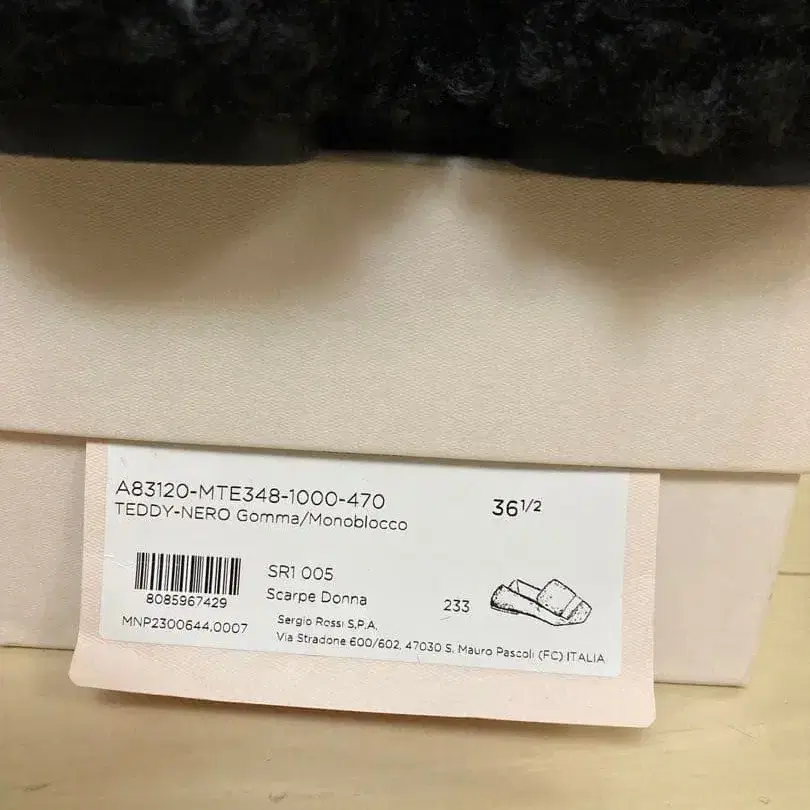 A83120-MTE348-1000-470
TEDDY-NERO Gomma/Monoblocco
36 1/2
SR1 005
Scarpe Donna
8085967429
233
MNP2300644.0007
Sergio Rossi S.P.A.
Via Stradone 600/602, 47030 S. Mauro Pascoli (FC) ITALIA